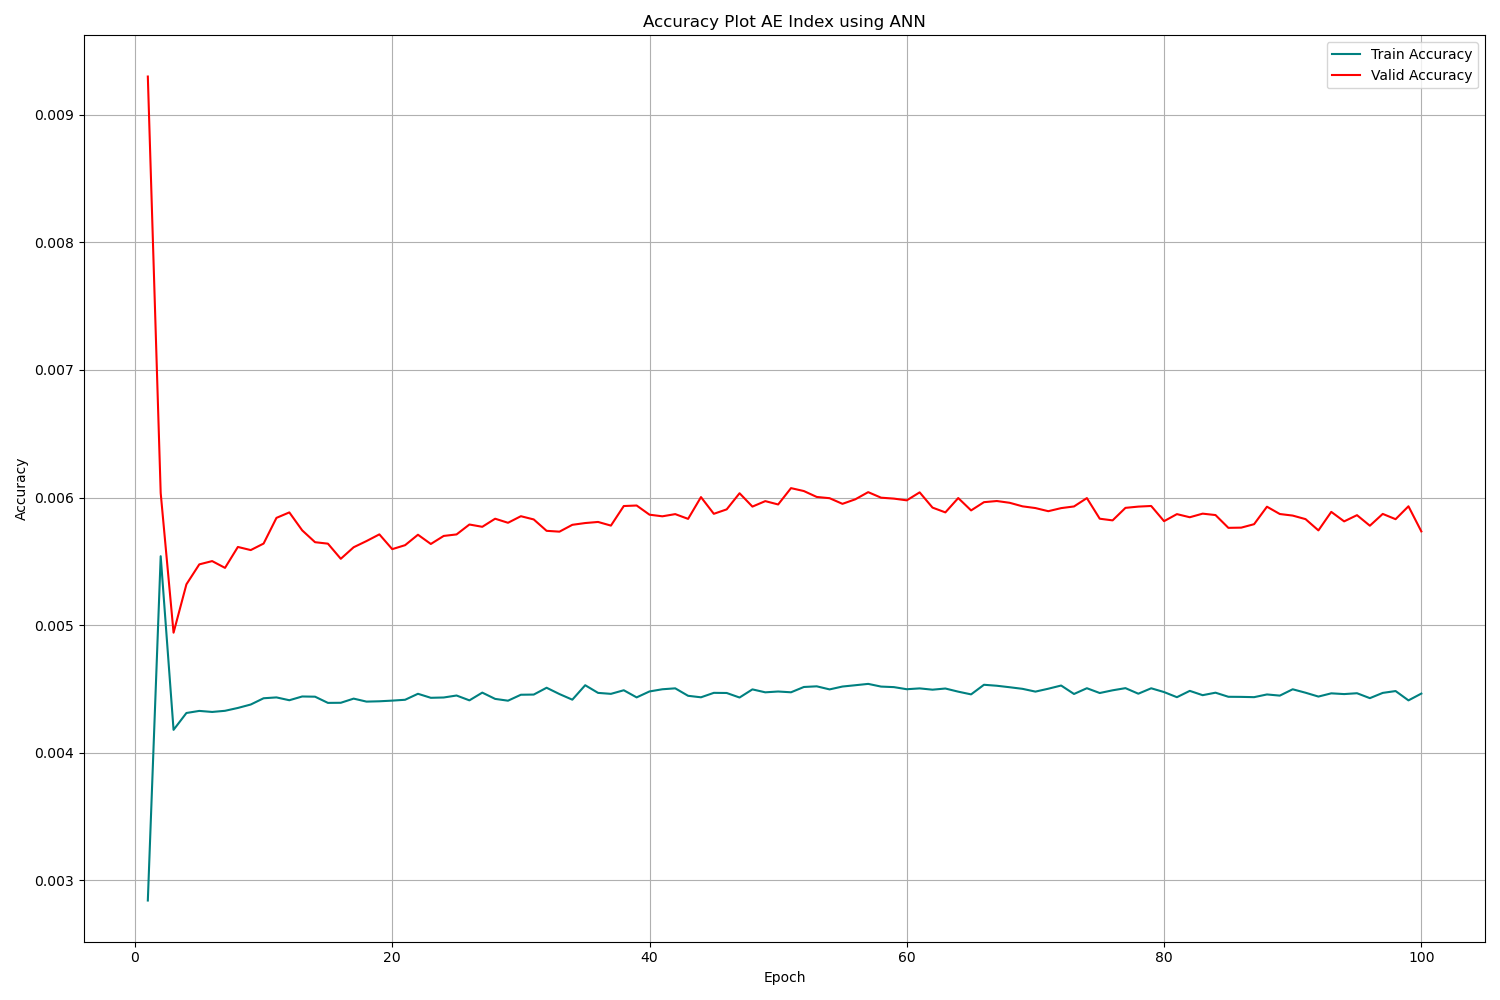 Accuracy Plot AE Index using ANN
Train Accuracy
Valid Accuracy
0.009
0.008
0.007
0.006
0.005
0.004
0.003
Accuracy
0 20 40 60 80 100
Epoch